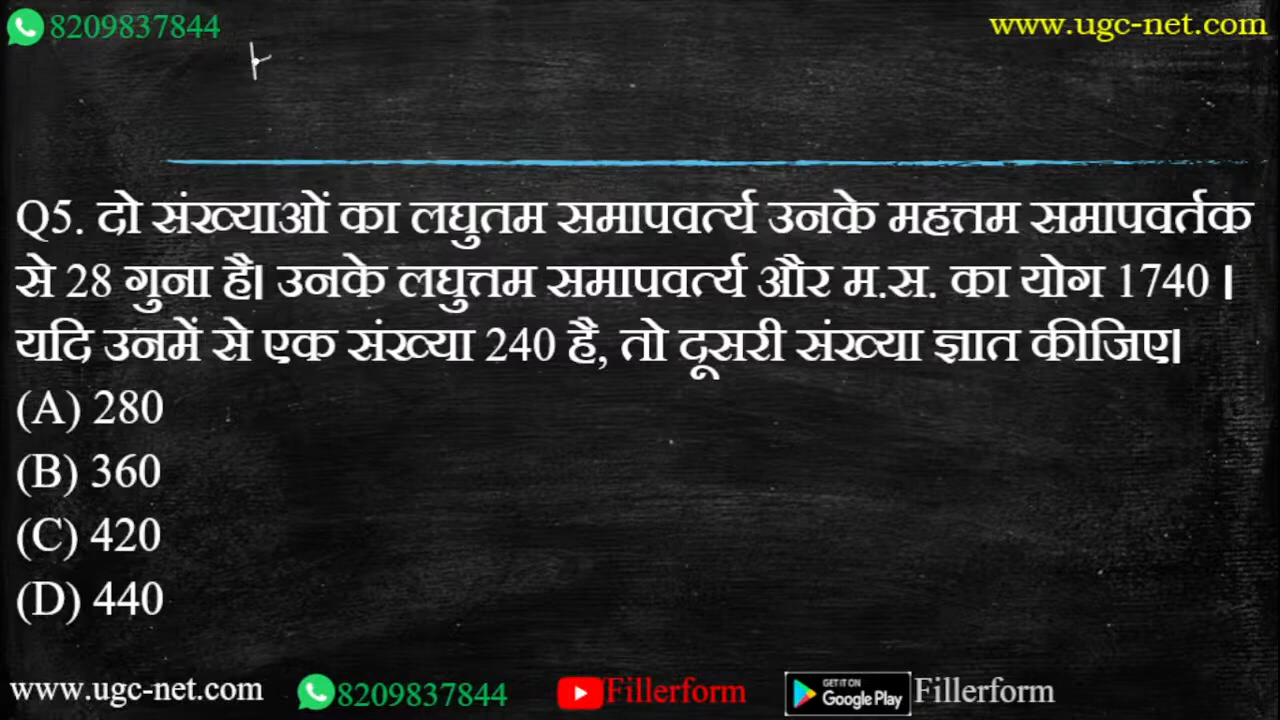 8209837844
www.ugc-net.com
Q5. दो संख्याओं का लघुतम समापवर्त्य उनके महत्तम समापवर्तक
से 28 गुना है। उनके लघुत्तम समापवर्त्य और म.स. का योग 1740 ।
यदि उनमें से एक संख्या 240 है, तो दूसरी संख्या ज्ञात कीजिए।
(A) 280
(B) 360
(C) 420
(D) 440
www.ugc-net.com 8209837844 Fillerform GET IT ON Google Play Fillerform